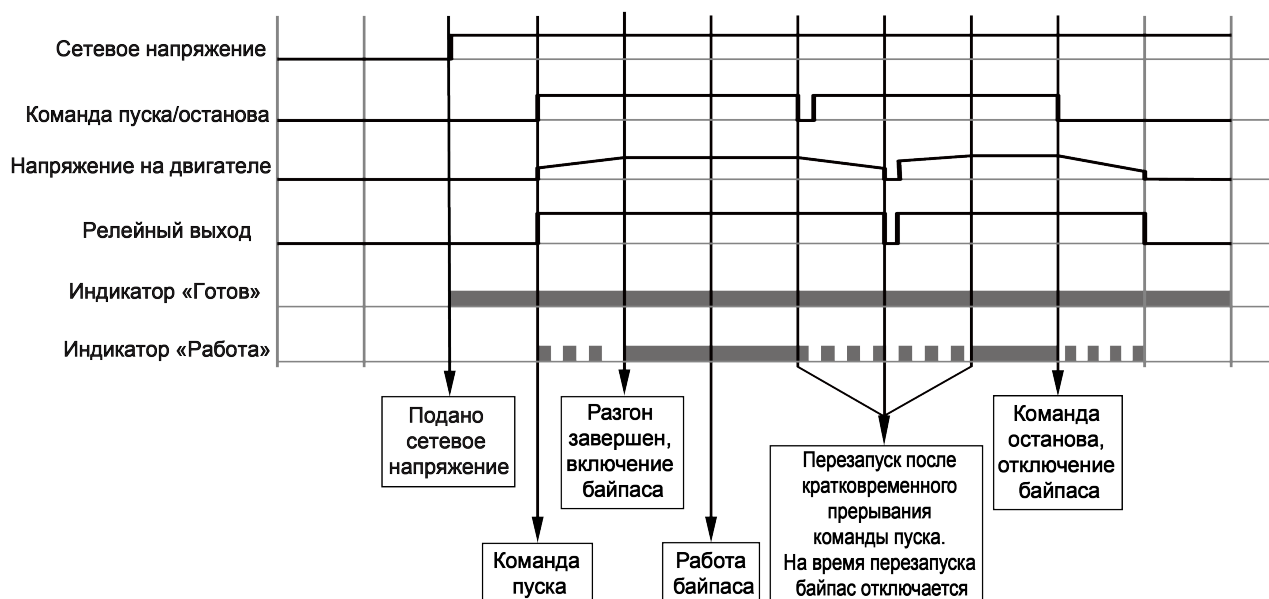 Сетевое напряжение
Команда пуска/останова
Напряжение на двигателе
Релейный выход
Индикатор «Готов»
Индикатор «Работа»
Подано
сетевое
напряжение
Разгон
завершен,
включение
байпаса
Команда
останова,
отключение
байпаса
Перезапуск после
кратковременного
прерывания
команды пуска.
На время перезапуска
байпас отключается
Команда
пуска
Работа
байпаса